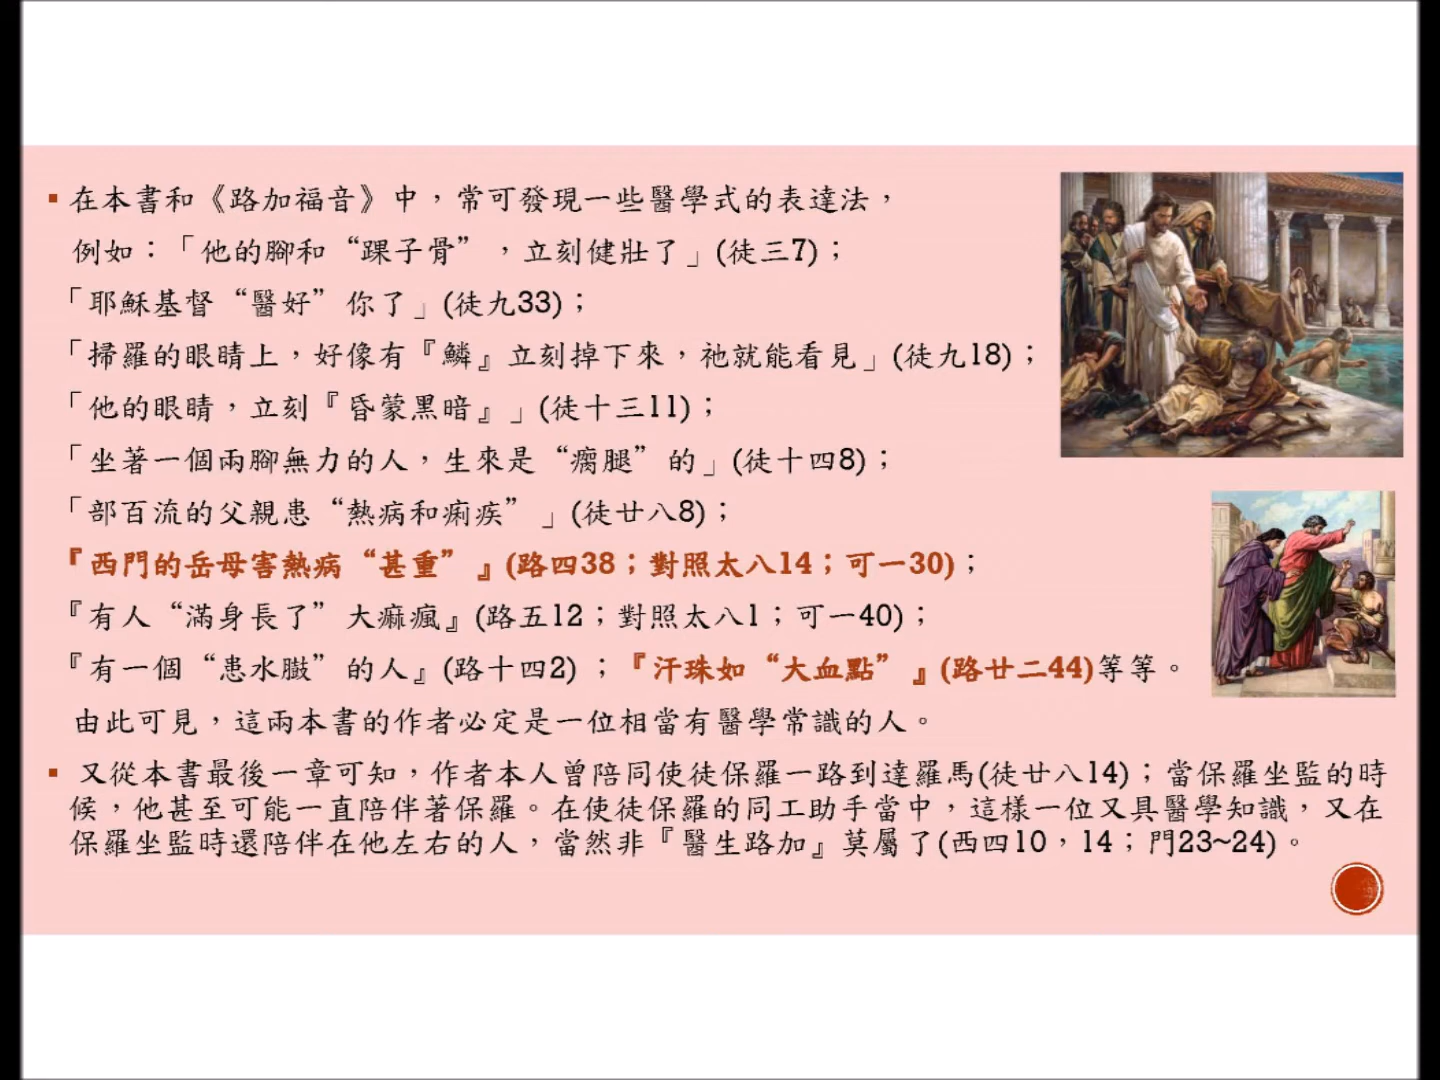 ▪ 在本書和《路加福音》中，常可發現一些醫學式的表達法，
例如：「他的腳和“踝子骨”，立刻健壯了」(徒三7)；
「耶穌基督“醫好”你了」(徒九33)；
「掃羅的眼睛上，好像有『鱗』立刻掉下來，祂就能看見」(徒九18)；
「他的眼睛，立刻『昏蒙黑暗』」(徒十三11)；
「坐著一個兩腳無力的人，生來是“瘸腿”的」(徒十四8)；
「部百流的父親患“熱病和痢疾”」(徒廿八8)；
『西門的岳母害熱病“甚重”』(路四38；對照太八14；可一30)；
『有人“滿身長了”大痲瘋』(路五12；對照太八1；可一40)；
『有一個“患水臌”的人』(路十四2) ；『汗珠如“大血點”』(路廿二44)等等。
由此可見，這兩本書的作者必定是一位相當有醫學常識的人。
▪ 又從本書最後一章可知，作者本人曾陪同使徒保羅一路到達羅馬(徒廿八14)；當保羅坐監的時
候，他甚至可能一直陪伴著保羅。在使徒保羅的同工助手當中，這樣一位又具醫學知識，又在
保羅坐監時還陪伴在他左右的人，當然非『醫生路加』莫屬了(西四10，14；門23~24)。